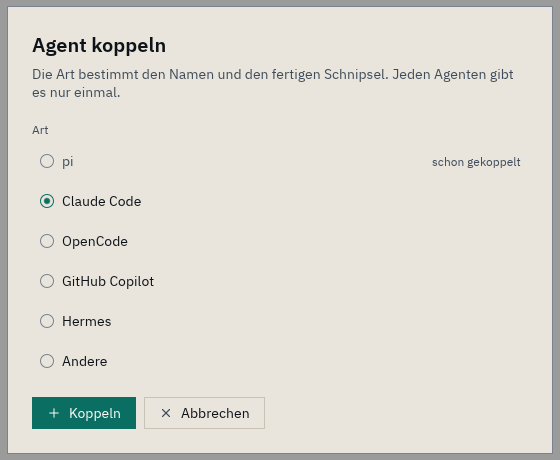 Agent koppeln
Die Art bestimmt den Namen und den fertigen Schnipsel. Jeden Agenten gibt
es nur einmal.
Art
pi schon gekoppelt
Claude Code
OpenCode
GitHub Copilot
Hermes
Andere
Koppeln Abbrechen